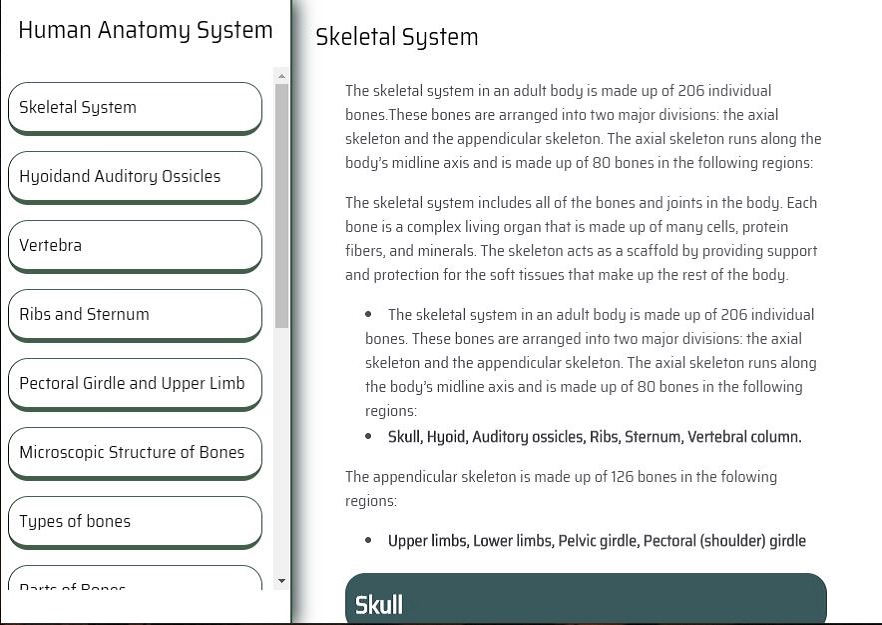 Human Anatomy System
Skeletal System
Hyoidand Auditory Ossicles
Vertebra
Ribs and Sternum
Pectoral Girdle and Upper Limb
Microscopic Structure of Bones
Types of bones
Parts of Bones
Skeletal System
The skeletal system in an adult body is made up of 206 individual
bones.These bones are arranged into two major divisions: the axial
skeleton and the appendicular skeleton. The axial skeleton runs along the
body’s midline axis and is made up of 80 bones in the following regions:
The skeletal system includes all of the bones and joints in the body. Each
bone is a complex living organ that is made up of many cells, protein
fibers, and minerals. The skeleton acts as a scaffold by providing support
and protection for the soft tissues that make up the rest of the body.
• The skeletal system in an adult body is made up of 206 individual
bones. These bones are arranged into two major divisions: the axial
skeleton and the appendicular skeleton. The axial skeleton runs along
the body’s midline axis and is made up of 80 bones in the following
regions:
• Skull, Hyoid, Auditory ossicles, Ribs, Sternum, Vertebral column.
The appendicular skeleton is made up of 126 bones in the folowing
regions:
• Upper limbs, Lower limbs, Pelvic girdle, Pectoral (shoulder) girdle
Skull